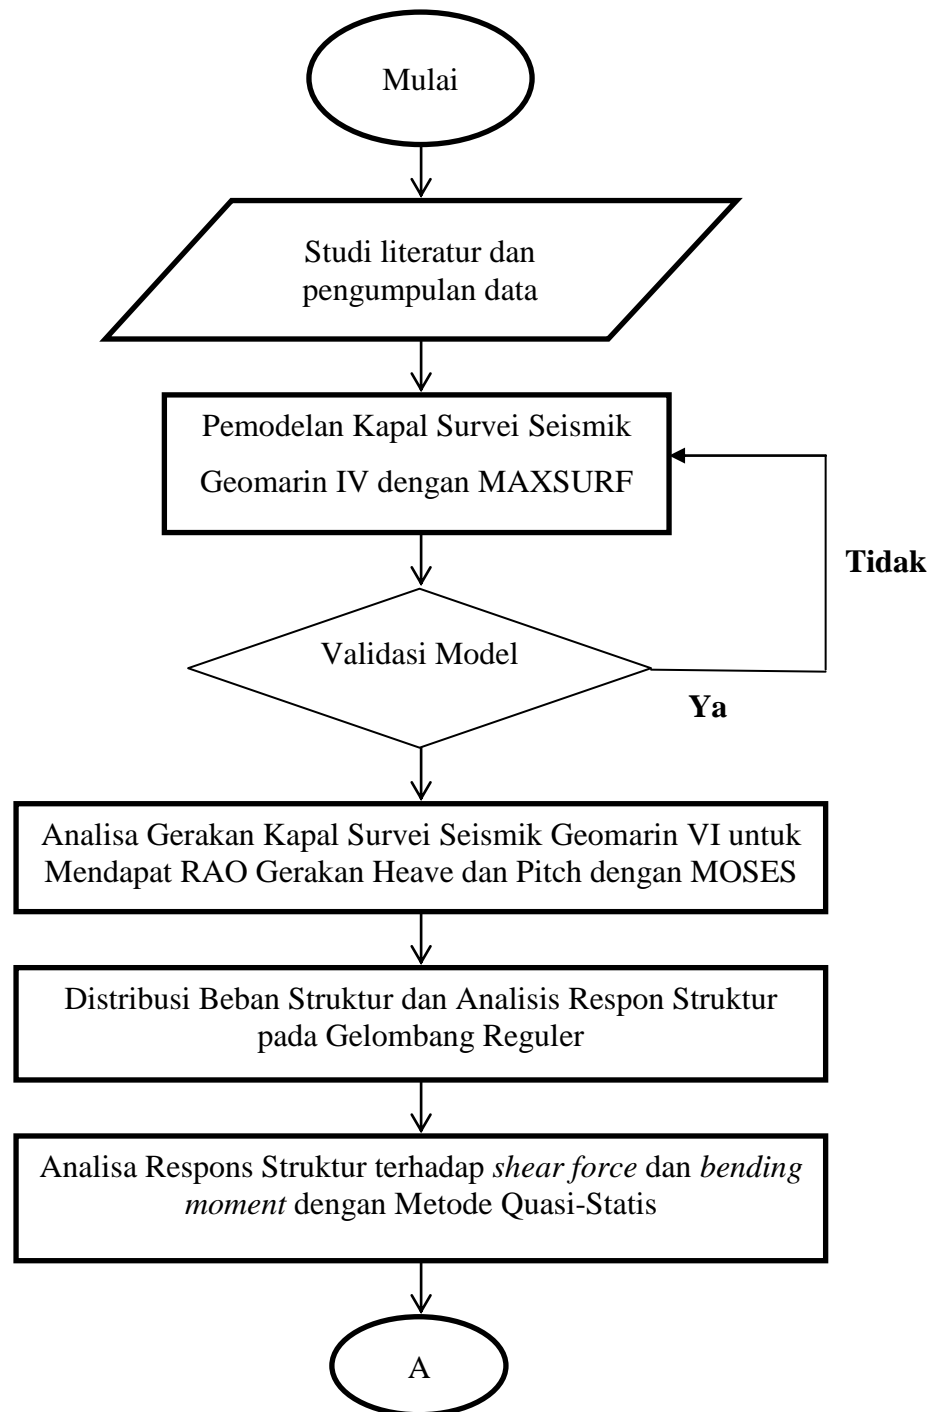 Mulai
Studi literatur dan
pengumpulan data
Pemodelan Kapal Survei Seismik
Geomarin IV dengan MAXSURF
Tidak
Validasi Model
Ya
Analisa Gerakan Kapal Survei Seismik Geomarin VI untuk
Mendapat RAO Gerakan Heave dan Pitch dengan MOSES
Distribusi Beban Struktur dan Analisis Respon Struktur
pada Gelombang Reguler
Analisa Respons Struktur terhadap shear force dan bending
moment dengan Metode Quasi-Statis
A